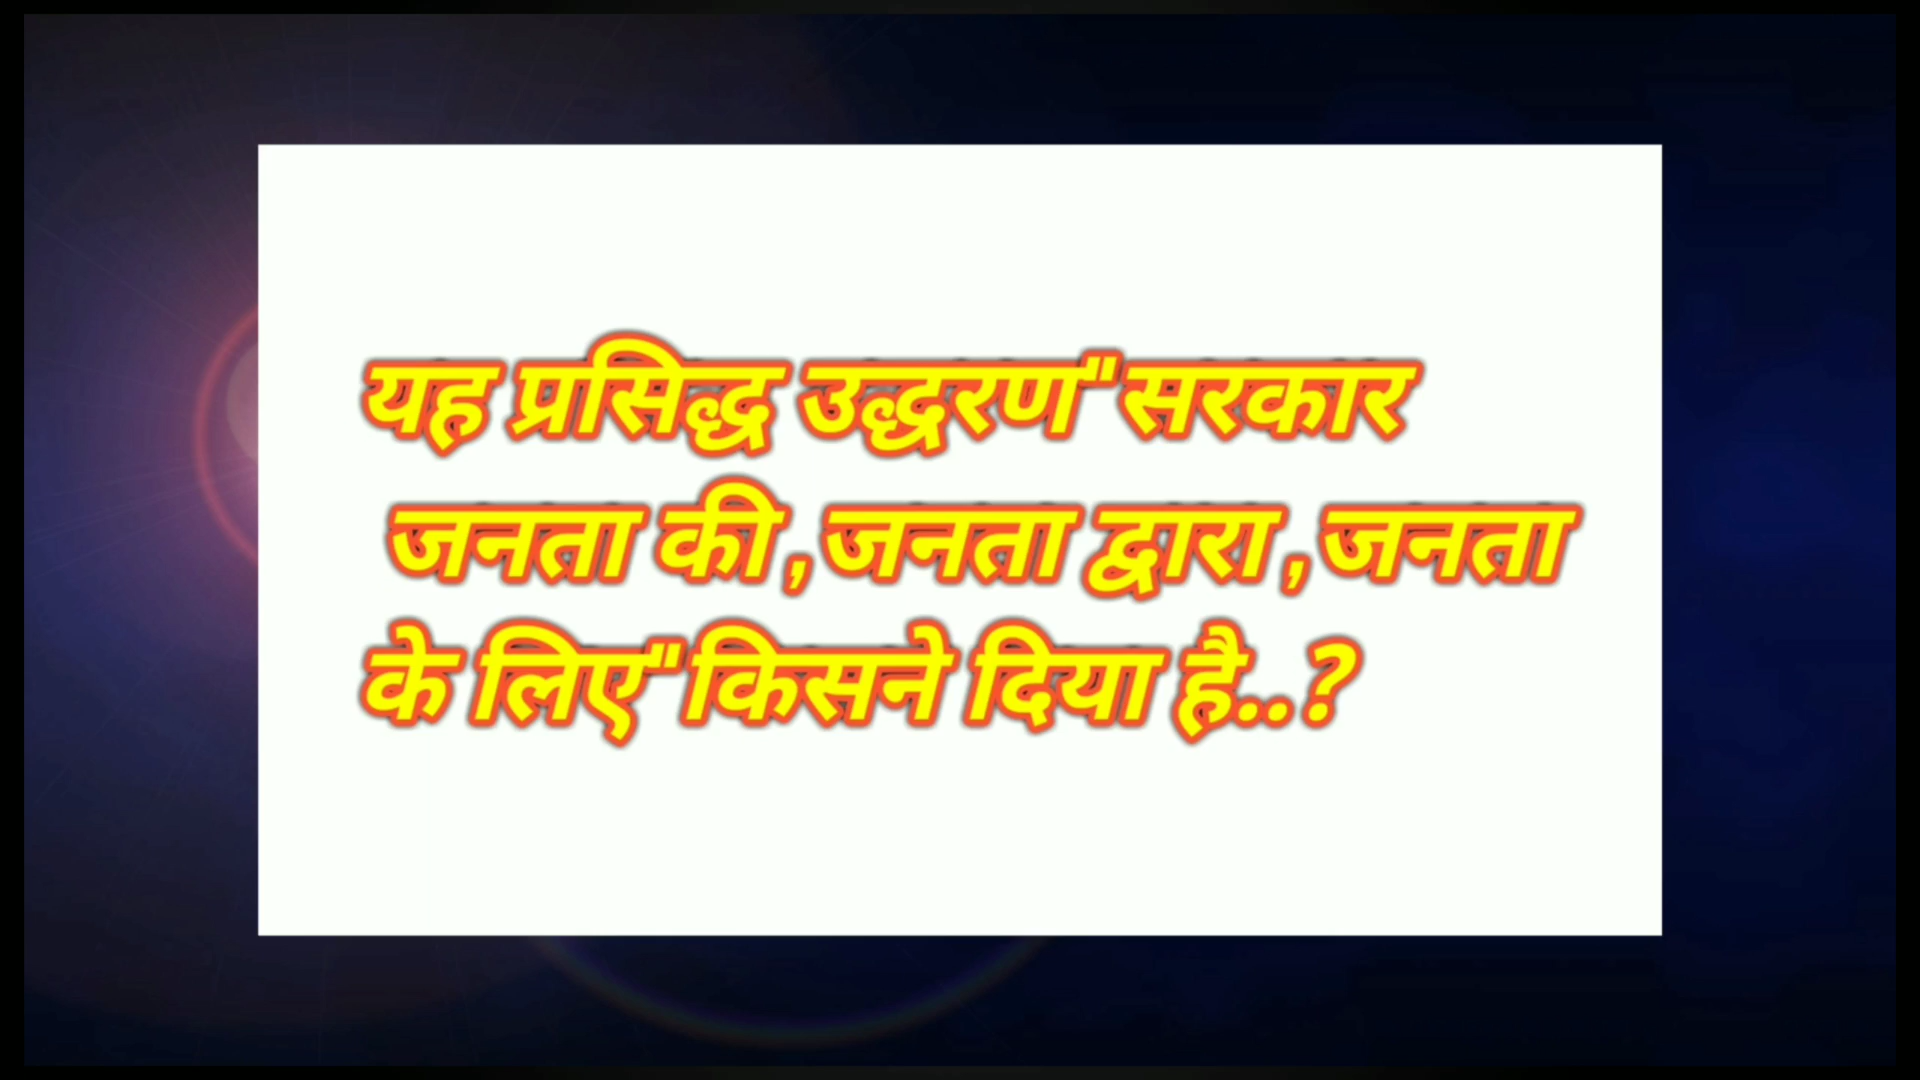 यह प्रसिद्ध उद्धरण"सरकार
जनता की ,जनता द्वारा ,जनता
के लिए"किसने दिया है..?